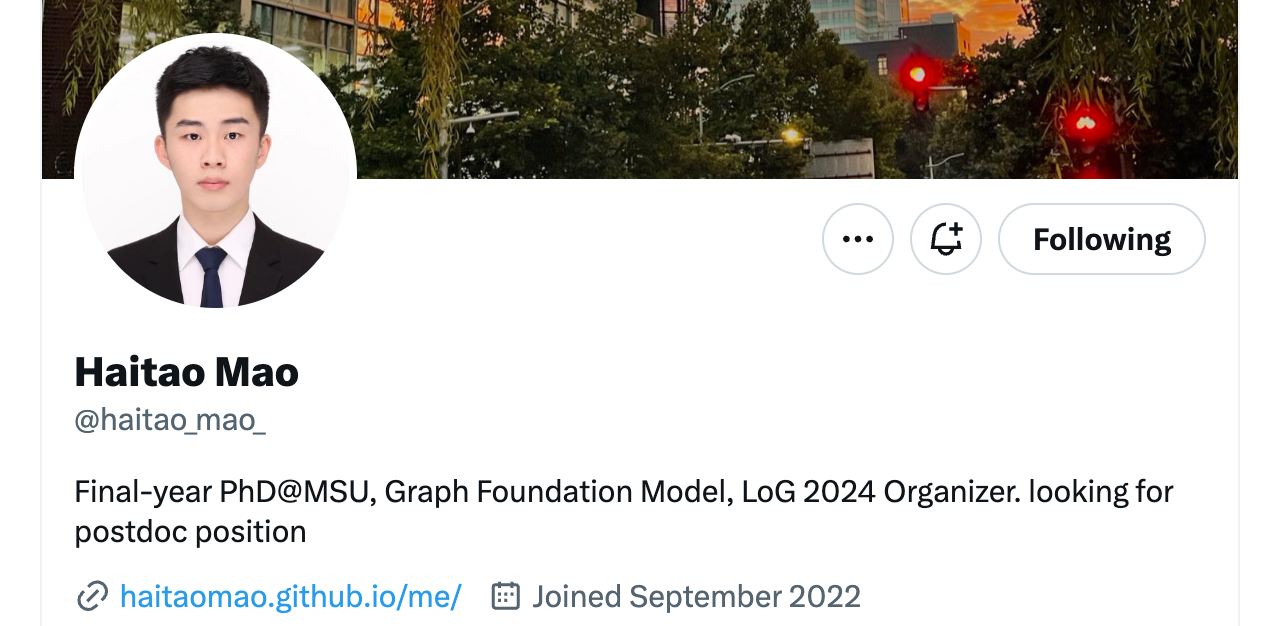 Following
Haitao Mao
@haitao_mao_
Final-year PhD@MSU, Graph Foundation Model, LoG 2024 Organizer. looking for
postdoc position
haitaomao.github.io/me/ Joined September 2022